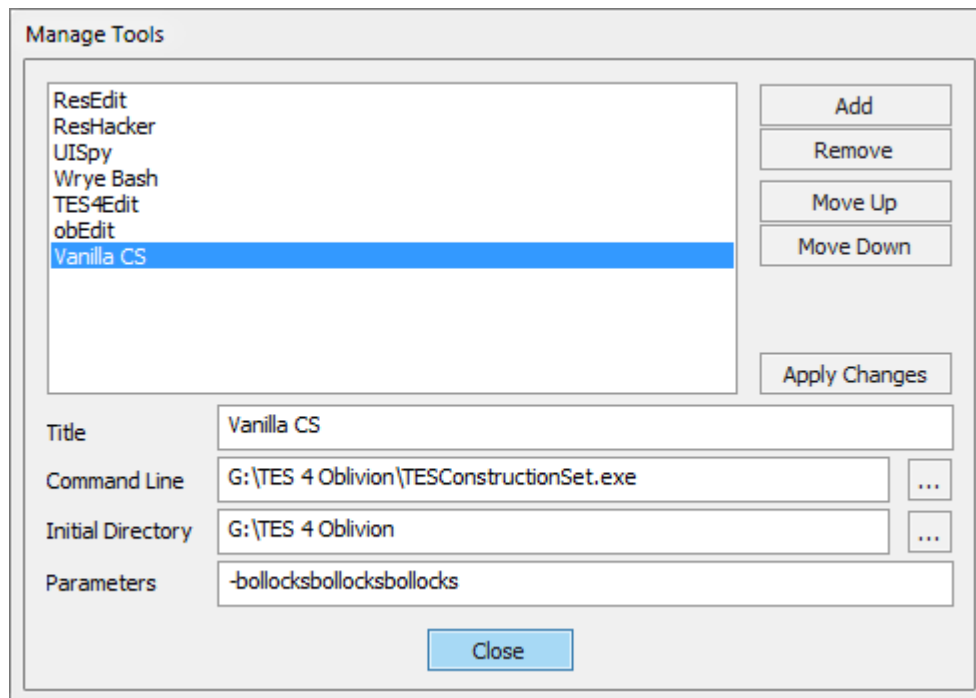 Manage Tools
ResEdit
ResHacker
UISpy
Wrye Bash
TES4Edit
obEdit
Vanilla CS
Add
Remove
Move Up
Move Down
Apply Changes
Title
Vanilla CS
Command Line
G:\TES 4 Oblivion\TESConstructionSet.exe
...
Initial Directory
G:\TES 4 Oblivion
...
Parameters
-bollocksbollocksbollocks
Close